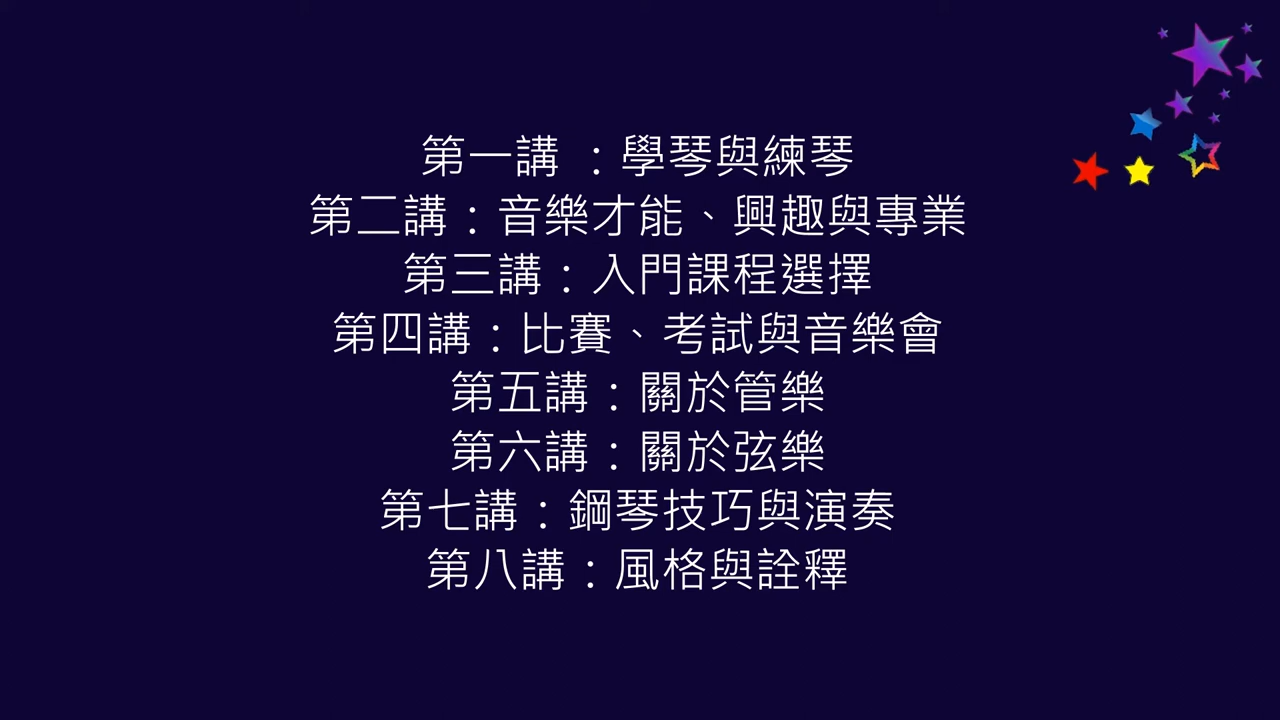 第一講 ：學琴與練琴
第二講：音樂才能、興趣與專業
第三講：入門課程選擇
第四講：比賽、考試與音樂會
第五講：關於管樂
第六講：關於弦樂
第七講：鋼琴技巧與演奏
第八講：風格與詮釋